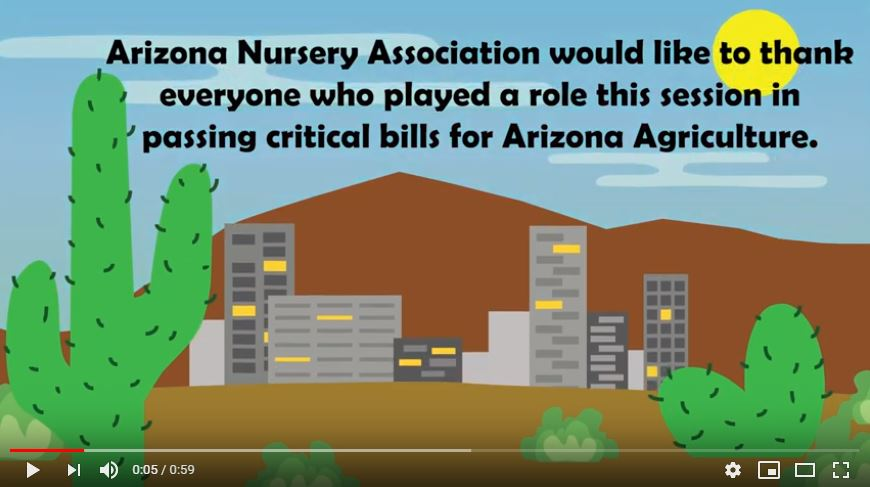 Arizona Nursery Association would like to thank
everyone who played a role this session in
passing critical bills for Arizona Agriculture.
0:05 / 0:59